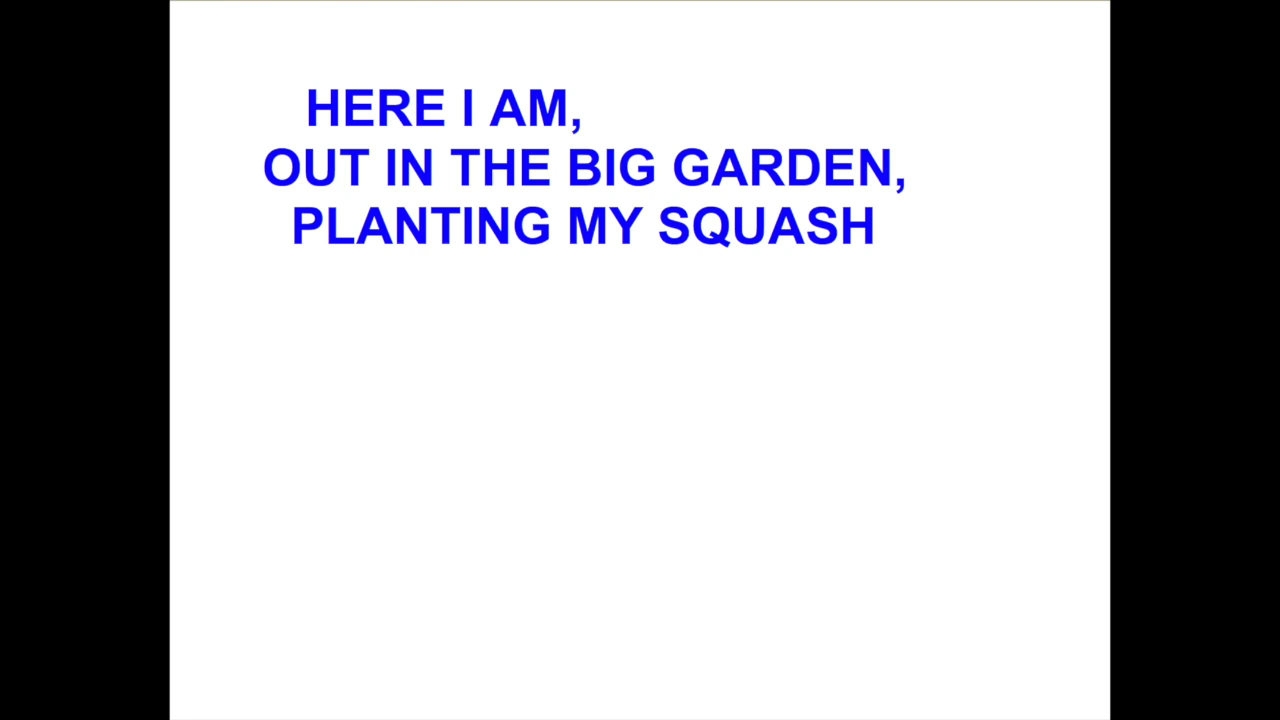 HERE I AM,
OUT IN THE BIG GARDEN,
PLANTING MY SQUASH